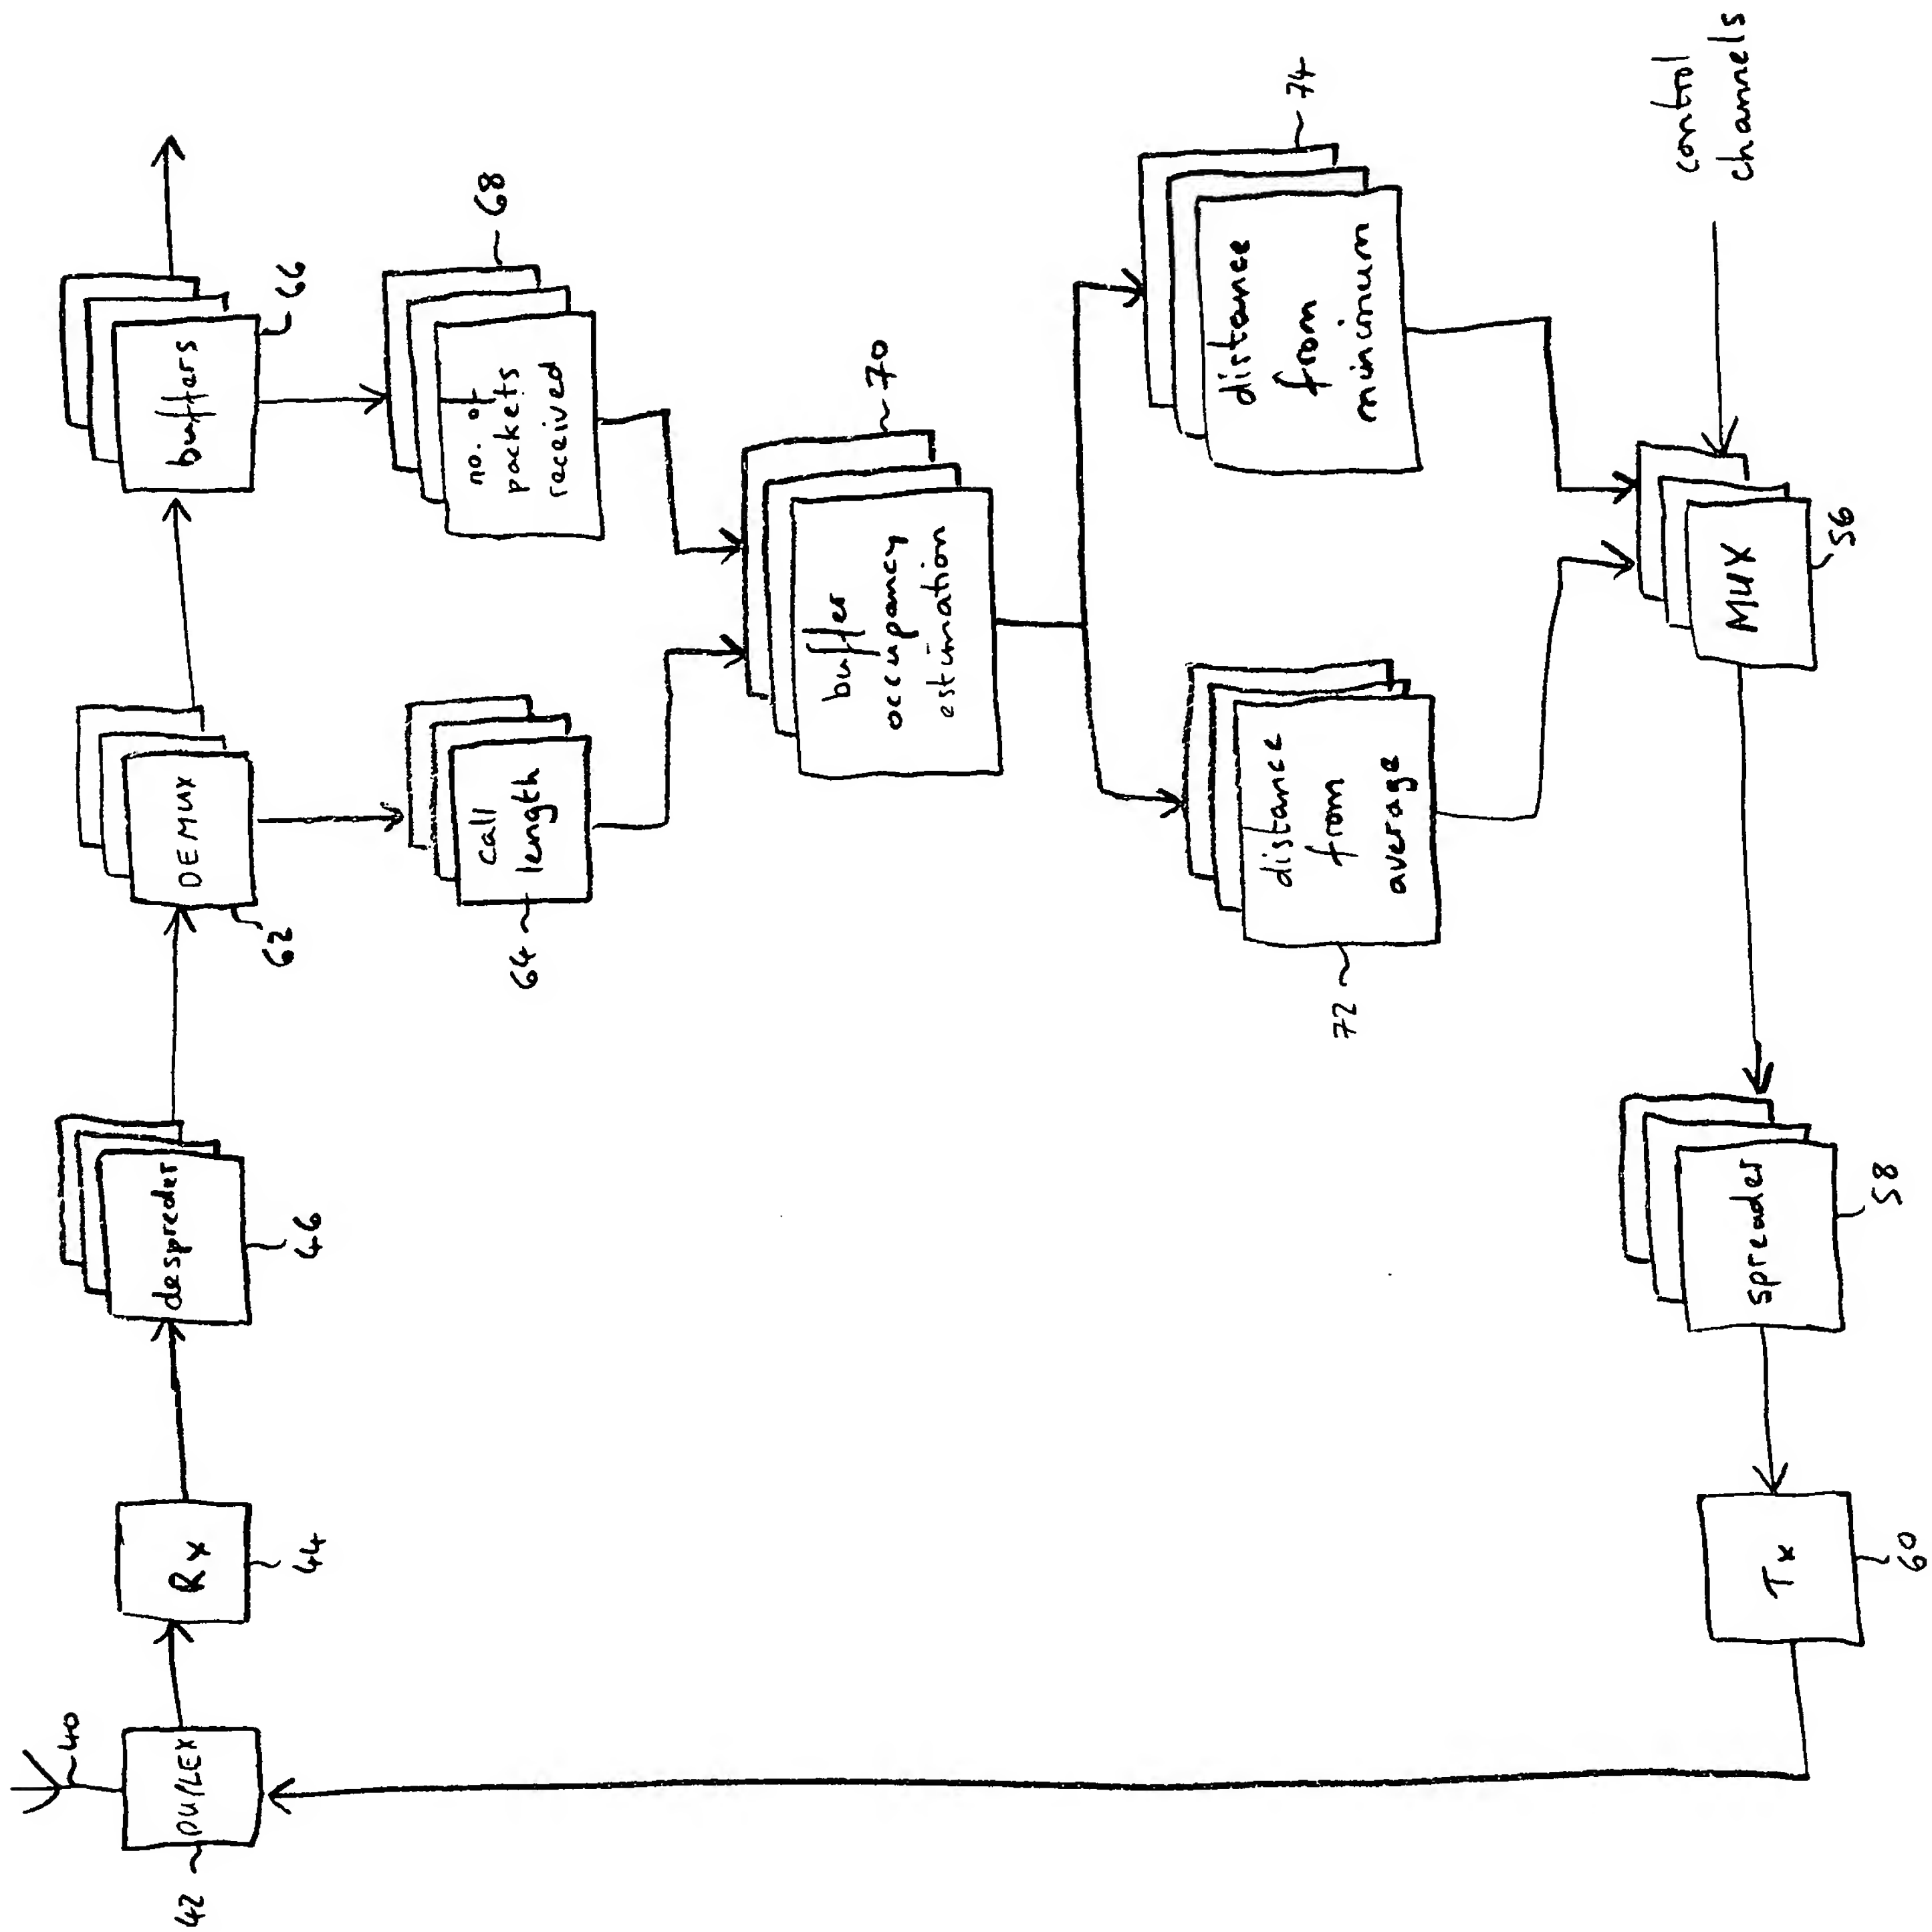 40
DUPLEX
42
Rx
44
despreder
46
DEMUX
62
buffers
66
call
length
64
no. of
packets
received
68
buffer
occupancy
estimation
70
distance
from
average
72
distance
from
minimum
74
control
channels
MUX
56
spreader
58
Tx
60